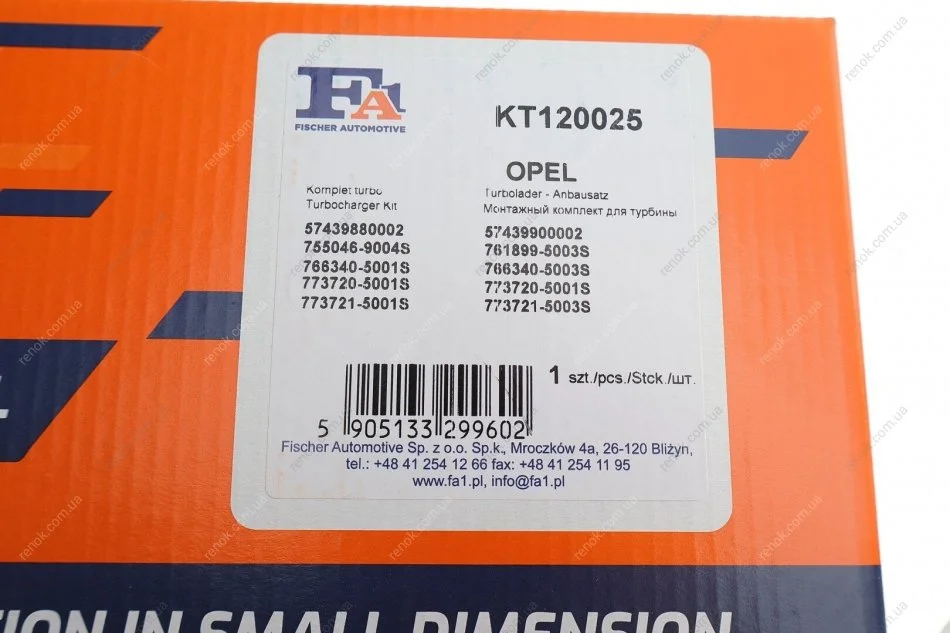 FA1
FISCHER AUTOMOTIVE
KT120025
OPEL
Komplet turbo
Turbocharger Kit
Turbolader - Anbausatz
Монтажный комплект для турбины
57439880002
755046-9004S
766340-5001S
773720-5001S
773721-5001S
57439900002
761899-5003S
766340-5003S
773720-5001S
773721-5003S
1 szt./pcs./Stck./шт.
5 905133 299602
Fischer Automotive Sp. z o.o. Sp.k., Mroczków 4a, 26-120 Bliżyn,
tel.: +48 41 254 12 66 fax: +48 41 254 11 95
www.fa1.pl, info@fa1.pl
IN SMALL DIMENSION
renok.com.ua